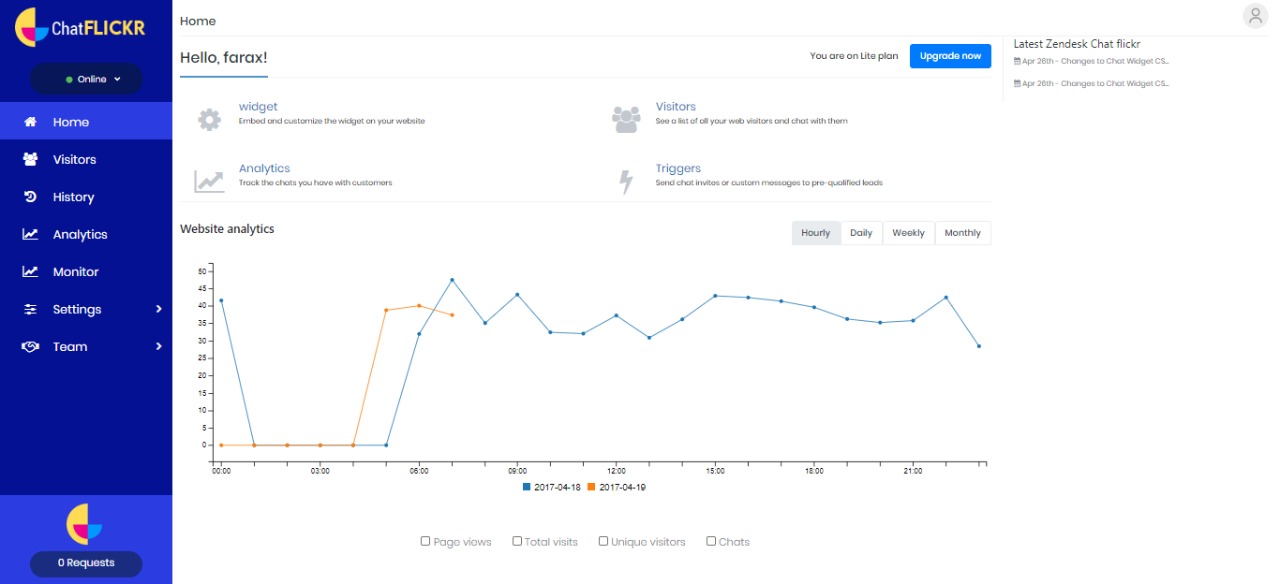 ChatFLICKR
Online
Home
Visitors
History
Analytics
Monitor
Settings
Team
0 Requests
Home
Hello, farax!
You are on Lite plan
Upgrade now
widget
Embed and customize the widget on your website
Visitors
See a list of all your web visitors and chat with them
Analytics
Track the chats you have with customers
Triggers
Send chat invites or custom messages to pre-qualified leads
Website analytics
Hourly Daily Weekly Monthly
50
45
40
35
30
25
20
15
10
5
0
00:00 03:00 06:00 09:00 12:00 15:00 18:00 21:00
2017-04-18 2017-04-19
Page views Total visits Unique visitors Chats
Latest Zendesk Chat flickr
Apr 26th - Changes to Chat Widget CS...
Apr 26th - Changes to Chat Widget CS...